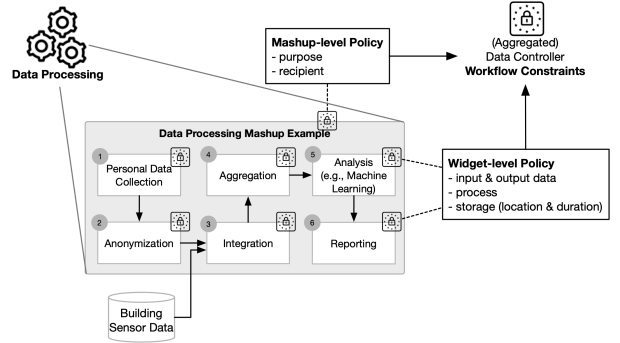 Data Processing
Mashup-level Policy
- purpose
- recipient
(Aggregated)
Data Controller
Workflow Constraints
Data Processing Mashup Example
1
Personal Data
Collection
4
Aggregation
5
Analysis
(e.g., Machine
Learning)
2
Anonymization
3
Integration
6
Reporting
Widget-level Policy
- input & output data
- process
- storage (location & duration)
Building
Sensor Data